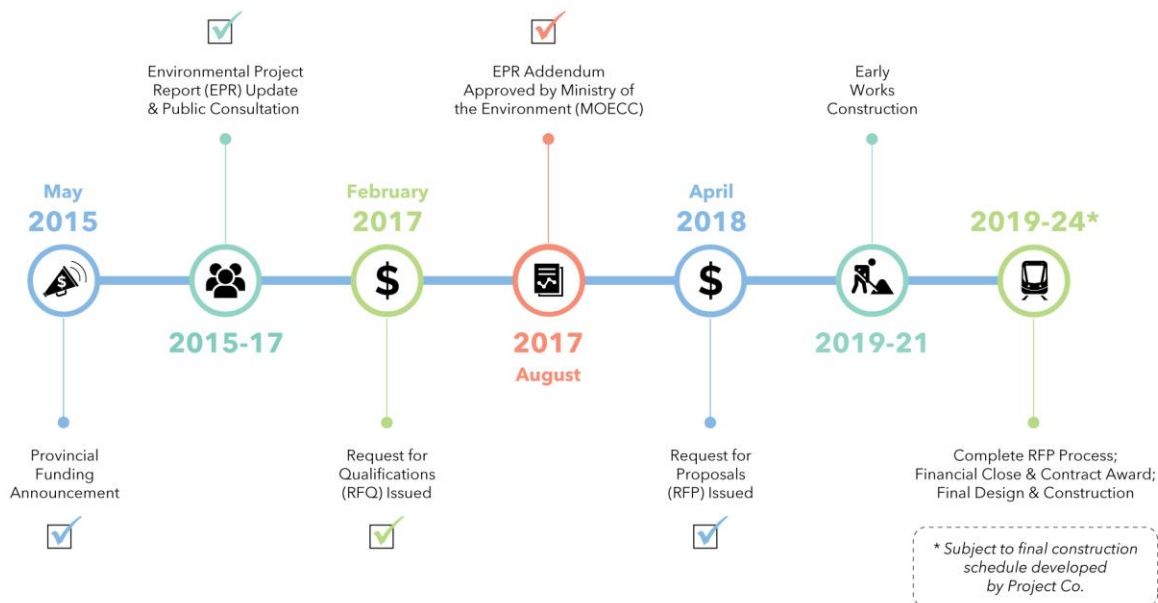 Environmental Project
Report (EPR) Update
& Public Consultation
EPR Addendum
Approved by Ministry of
the Environment (MOECC)
Early
Works
Construction
May
2015
February
2017
April
2018
2019-24*
$
$
$
2015-17
2017
August
2019-21
Provincial
Funding
Announcement
Request for
Qualifications
(RFQ) Issued
Request for
Proposals
(RFP) Issued
Complete RFP Process;
Financial Close & Contract Award;
Final Design & Construction
* Subject to final construction
schedule developed
by Project Co.